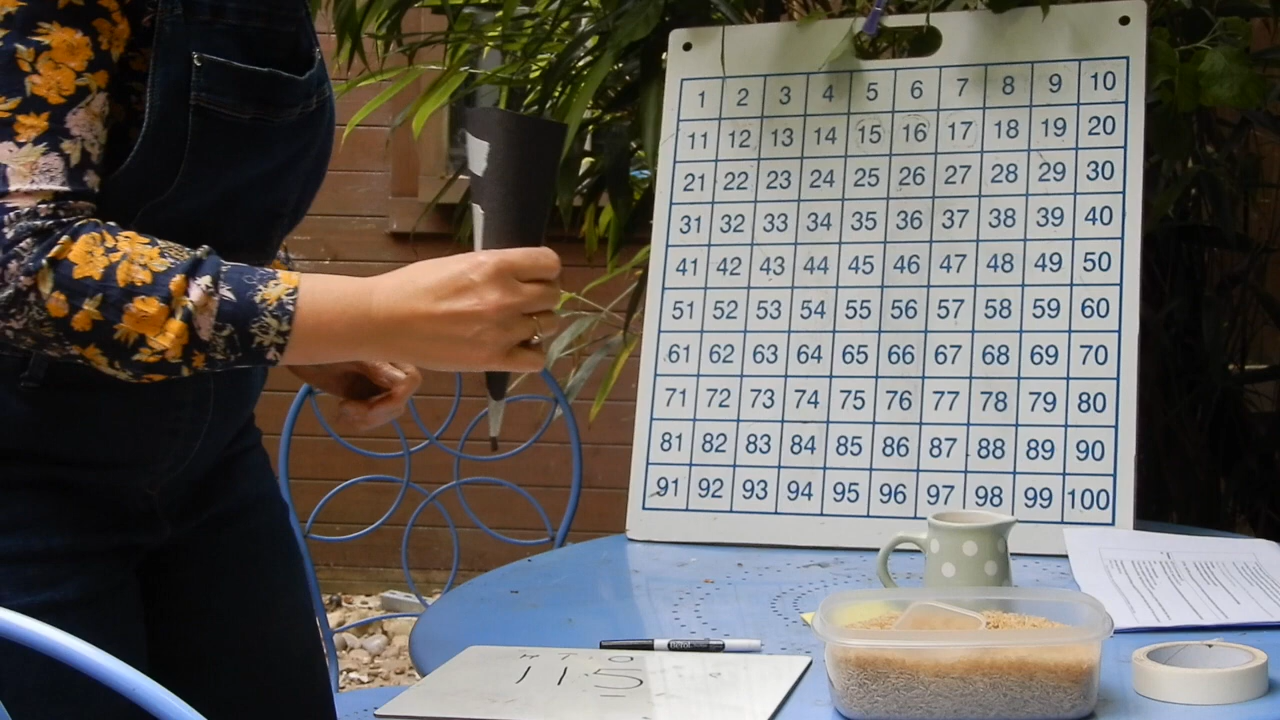 1 2 3 4 5 6 7 8 9 10
11 12 13 14 15 16 17 18 19 20
21 22 23 24 25 26 27 28 29 30
31 32 33 34 35 36 37 38 39 40
41 42 43 44 45 46 47 48 49 50
51 52 53 54 55 56 57 58 59 60
61 62 63 64 65 66 67 68 69 70
71 72 73 74 75 76 77 78 79 80
81 82 83 84 85 86 87 88 89 90
91 92 93 94 95 96 97 98 99 100
berol
H T O
115